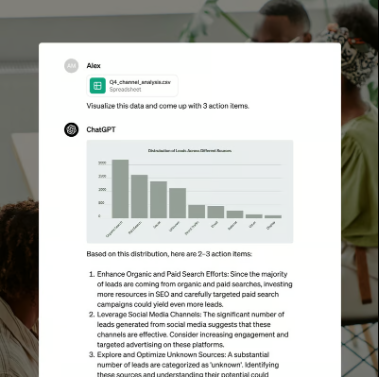 Alex
Q4_channel_analysis.csv
Spreadsheet
Visualize this data and come up with 3 action items.
ChatGPT
Distribution of Leads Across Different Sources
Based on this distribution, here are 2–3 action items:
1. Enhance Organic and Paid Search Efforts: Since the majority
of leads are coming from organic and paid searches, investing
more resources in SEO and carefully targeted paid search
campaigns could yield even more leads.
2. Leverage Social Media Channels: The significant number of
leads generated from social media suggests that these
channels are effective. Consider increasing engagement and
targeted advertising on these platforms.
3. Explore and Optimize Unknown Sources: A substantial
number of leads are categorized as 'unknown'. Identifying
these sources and understanding their potential could